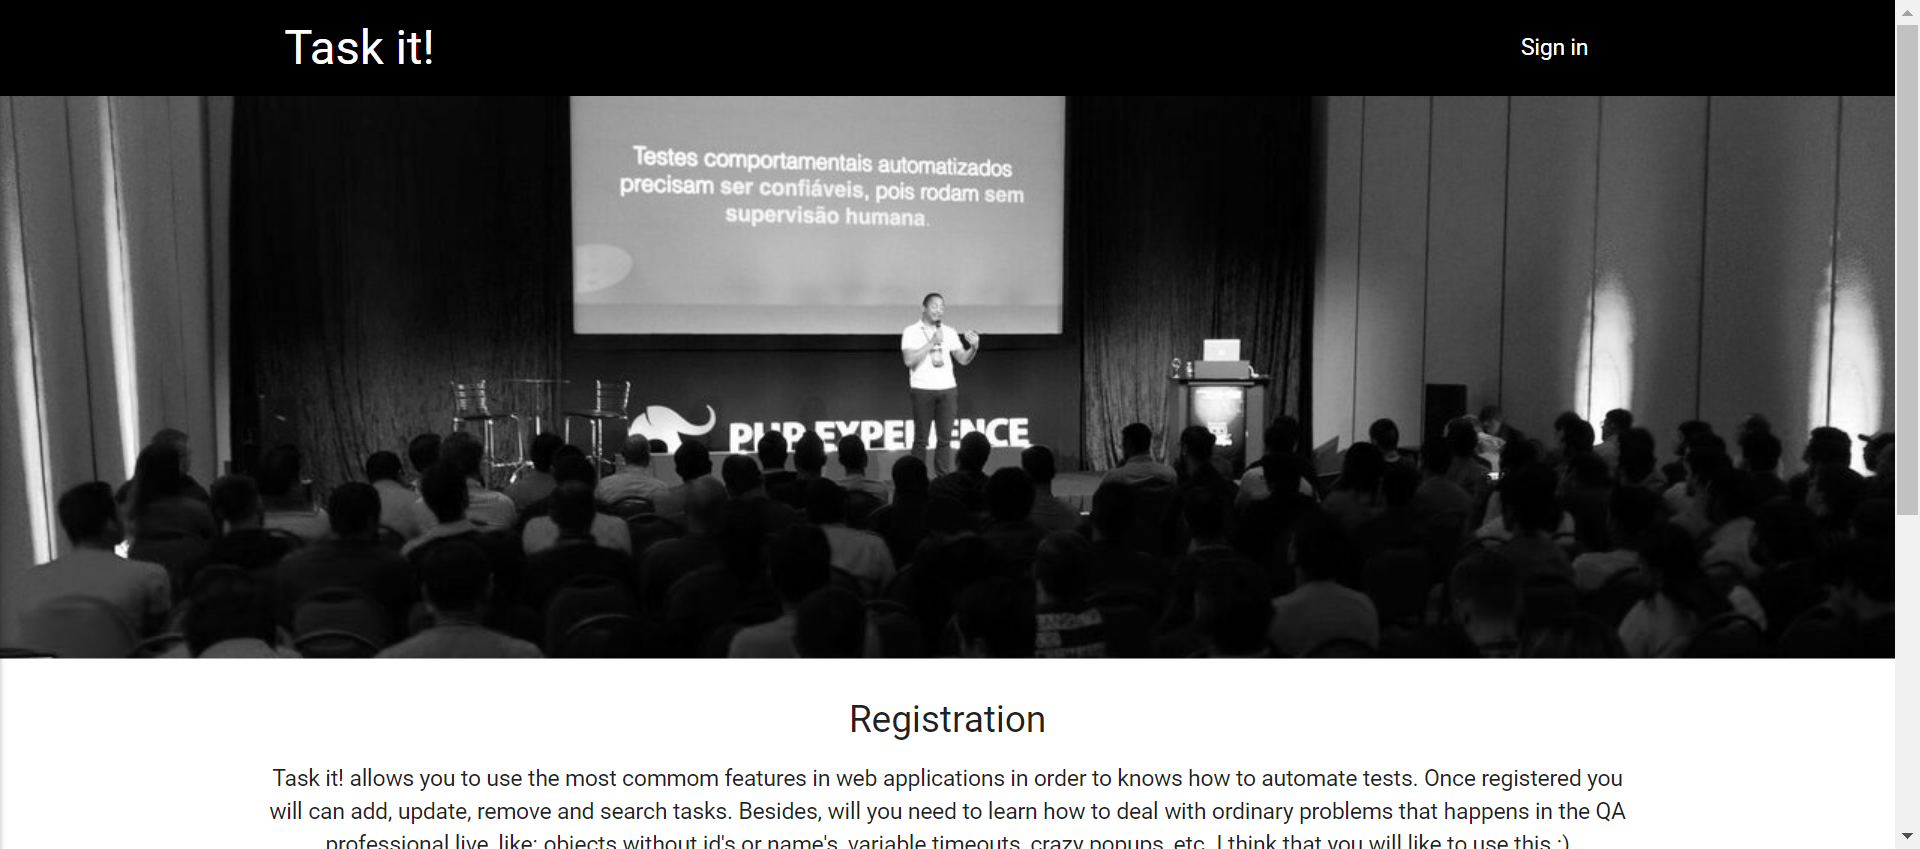 Task it!
Sign in
Testes comportamentais automatizados
precisam ser confiáveis, pois rodam sem
supervisão humana.
PHP EXPERIENCE
Registration
Task it! allows you to use the most commom features in web applications in order to knows how to automate tests. Once registered you
will can add, update, remove and search tasks. Besides, will you need to learn how to deal with ordinary problems that happens in the QA
professional live, like: objects without id's or name's, variable timeouts, crazy popups, etc. I think that you will like to use this :)